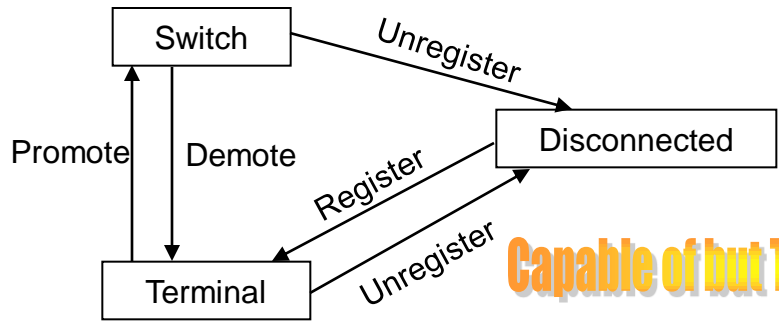 Switch
Unregister
Disconnected
Promote
Demote
Register
Unregister
Terminal
Capable of but